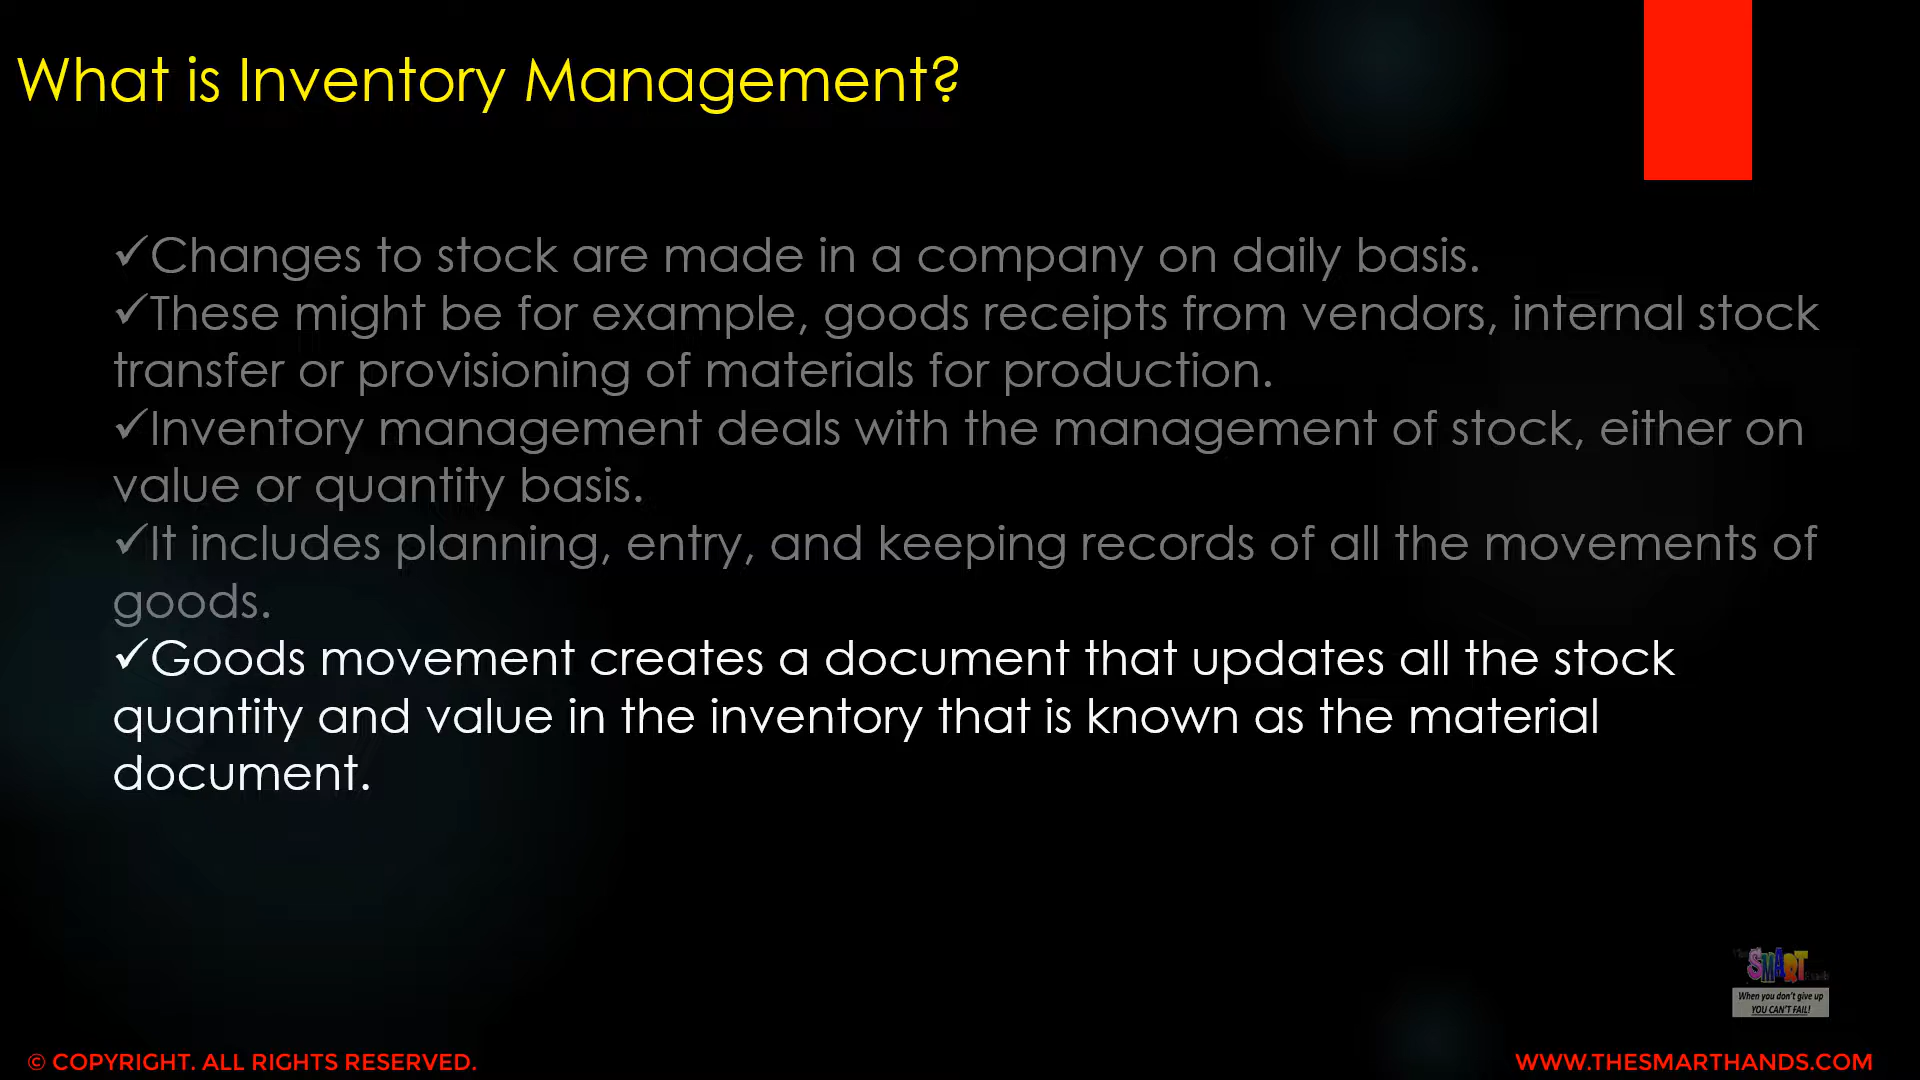 What is Inventory Management?
✓Changes to stock are made in a company on daily basis.
✓These might be for example, goods receipts from vendors, internal stock
transfer or provisioning of materials for production.
✓Inventory management deals with the management of stock, either on
value or quantity basis.
✓It includes planning, entry, and keeping records of all the movements of
goods.
✓Goods movement creates a document that updates all the stock
quantity and value in the inventory that is known as the material
document.
SMART
When you don't give up
YOU CAN'T FAIL!
© COPYRIGHT. ALL RIGHTS RESERVED.
WWW.THESMARTHANDS.COM